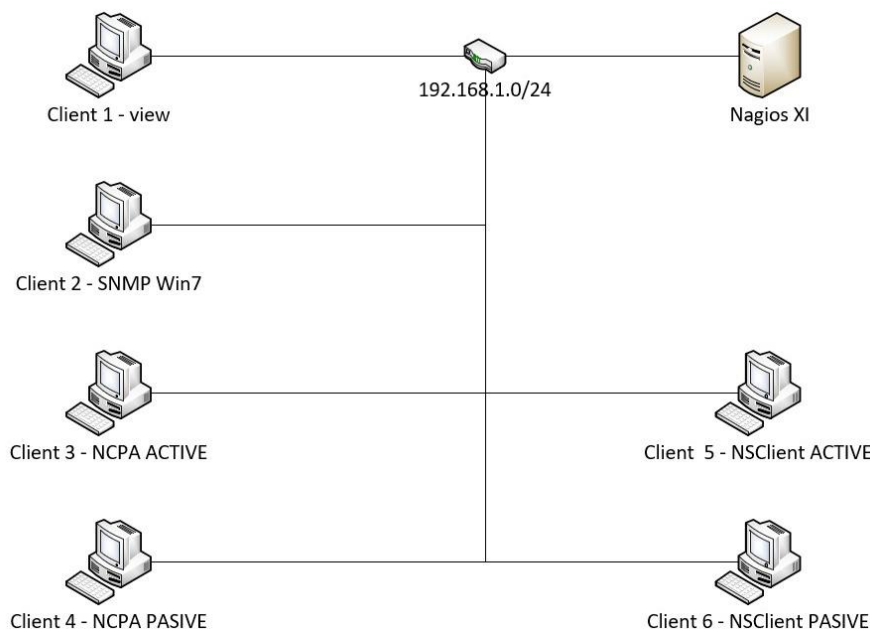 192.168.1.0/24
Client 1 - view
Nagios XI
Client 2 - SNMP Win7
Client 3 - NCPA ACTIVE
Client 5 - NSClient ACTIVE
Client 4 - NCPA PASIVE
Client 6 - NSClient PASIVE